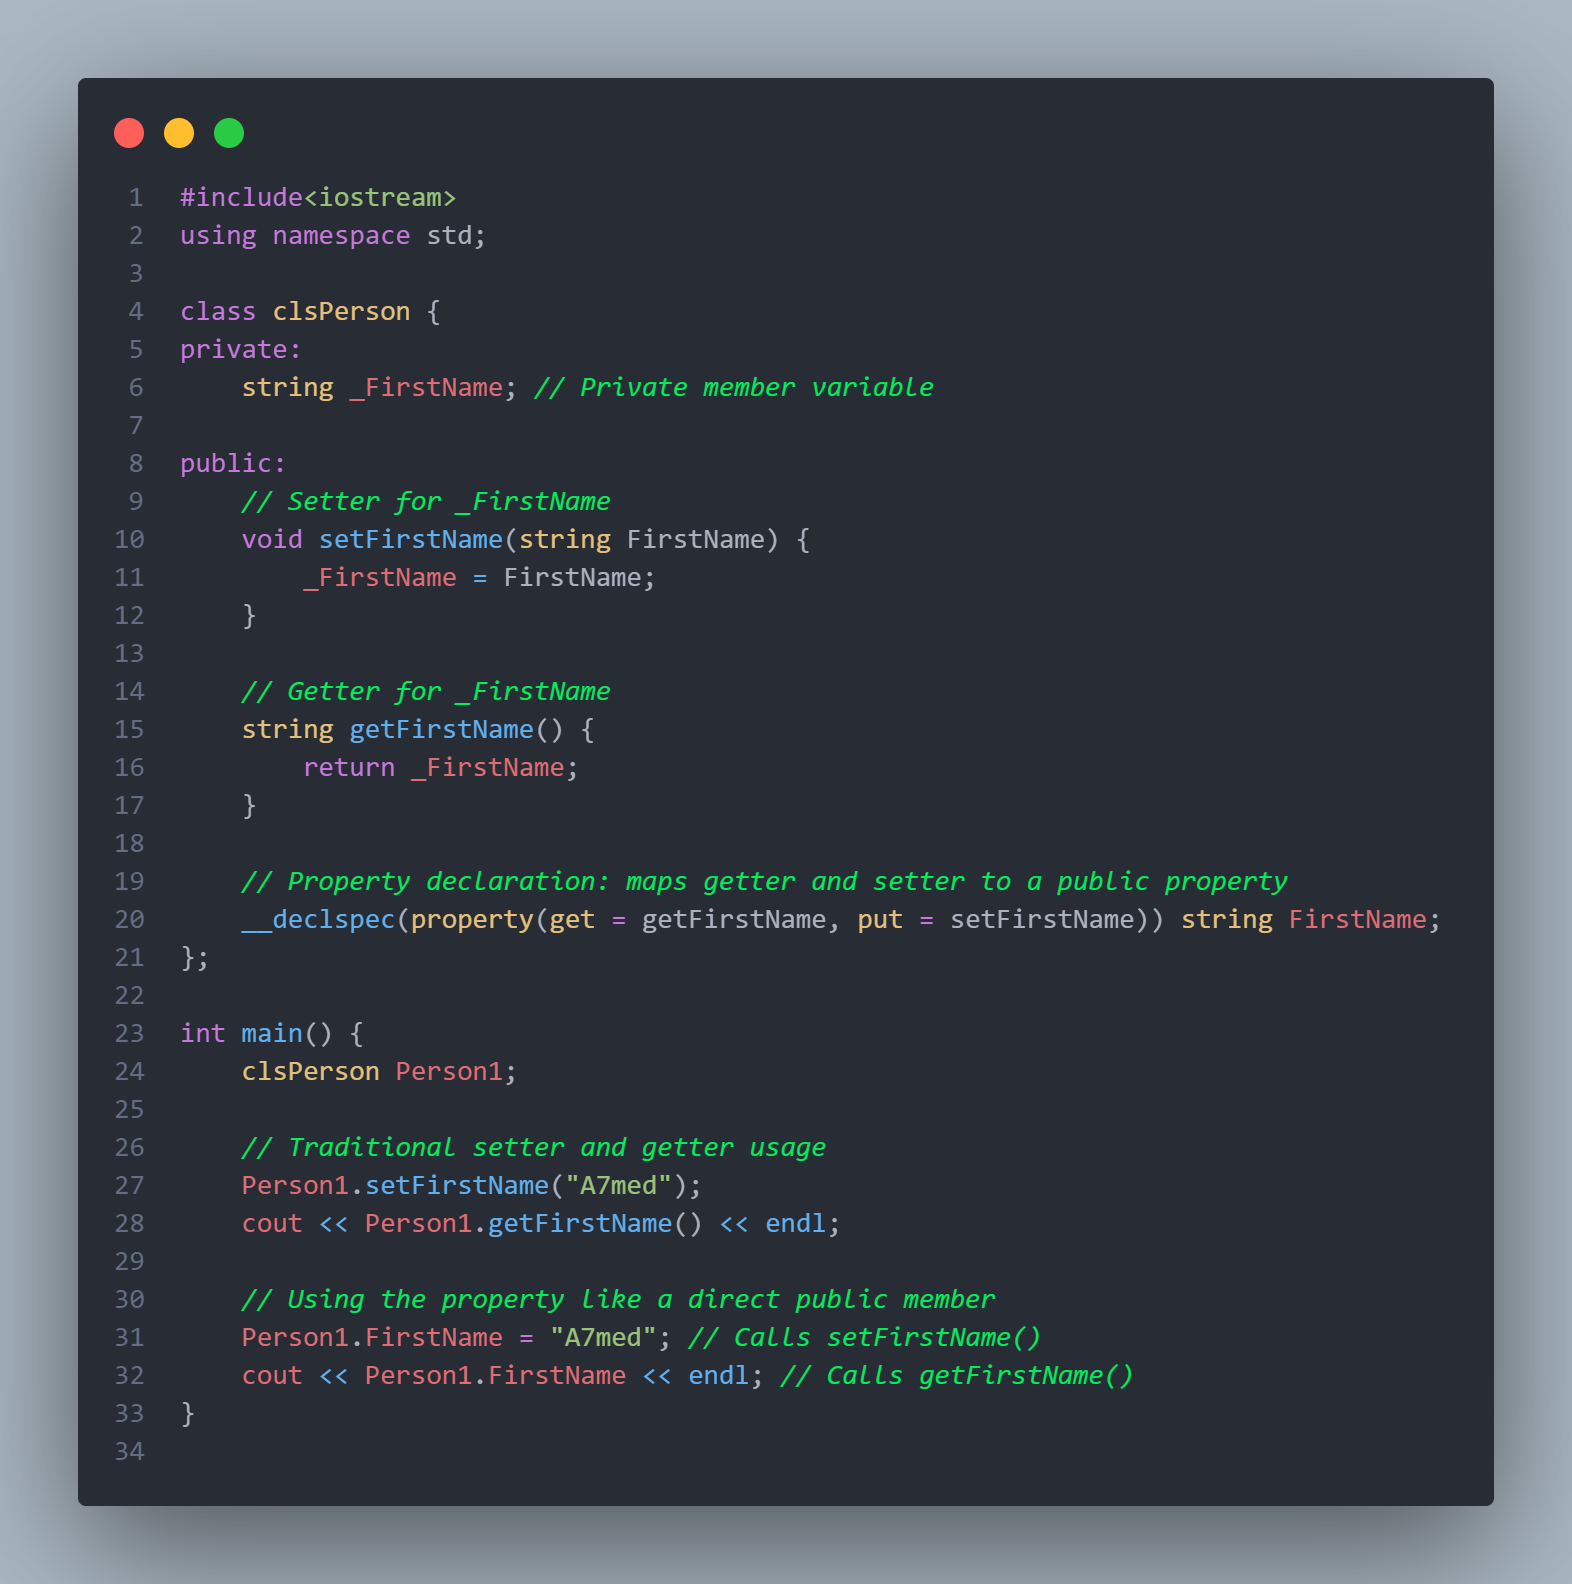 1 #include<iostream>
2 using namespace std;
3
4 class clsPerson {
5 private:
6     string _FirstName; // Private member variable
7
8 public:
9     // Setter for _FirstName
10     void setFirstName(string FirstName) {
11         _FirstName = FirstName;
12     }
13
14     // Getter for _FirstName
15     string getFirstName() {
16         return _FirstName;
17     }
18
19     // Property declaration: maps getter and setter to a public property
20     __declspec(property(get = getFirstName, put = setFirstName)) string FirstName;
21 };
22
23 int main() {
24     clsPerson Person1;
25
26     // Traditional setter and getter usage
27     Person1.setFirstName("A7med");
28     cout << Person1.getFirstName() << endl;
29
30     // Using the property like a direct public member
31     Person1.FirstName = "A7med"; // Calls setFirstName()
32     cout << Person1.FirstName << endl; // Calls getFirstName()
33 }
34